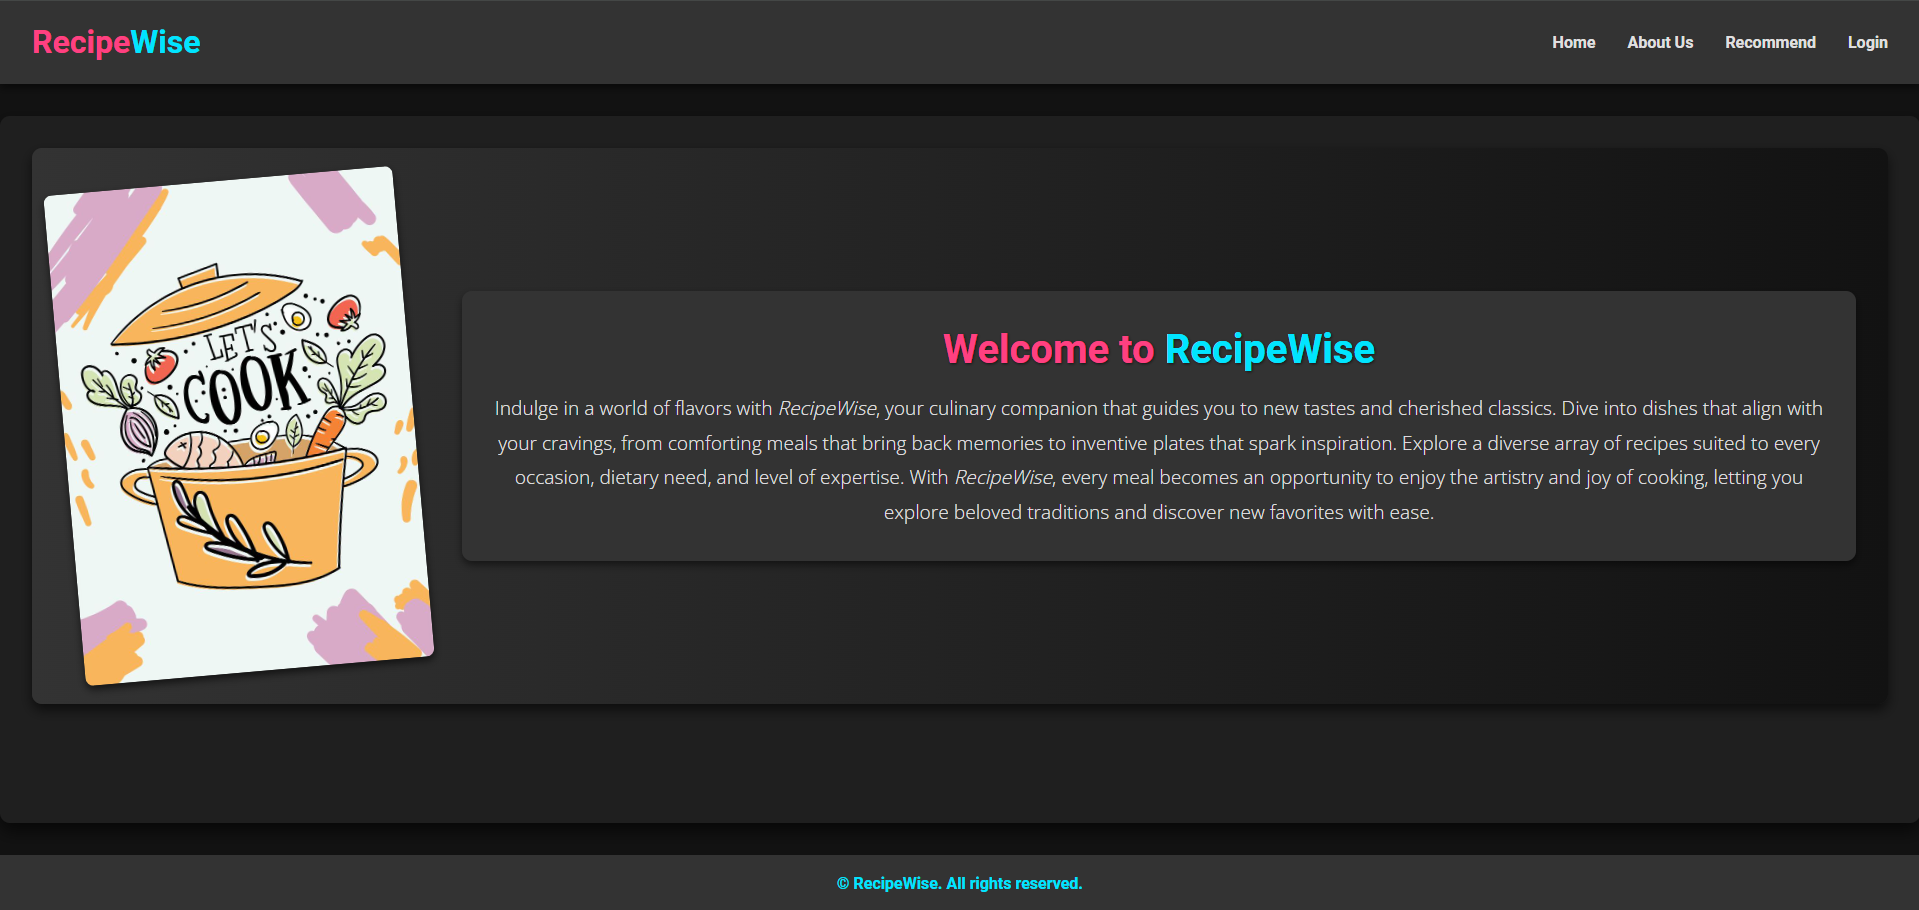 RecipeWise
Home
About Us
Recommend
Login
LET'S
COOK
Welcome to RecipeWise
Indulge in a world of flavors with RecipeWise, your culinary companion that guides you to new tastes and cherished classics. Dive into dishes that align with
your cravings, from comforting meals that bring back memories to inventive plates that spark inspiration. Explore a diverse array of recipes suited to every
occasion, dietary need, and level of expertise. With RecipeWise, every meal becomes an opportunity to enjoy the artistry and joy of cooking, letting you
explore beloved traditions and discover new favorites with ease.
© RecipeWise. All rights reserved.